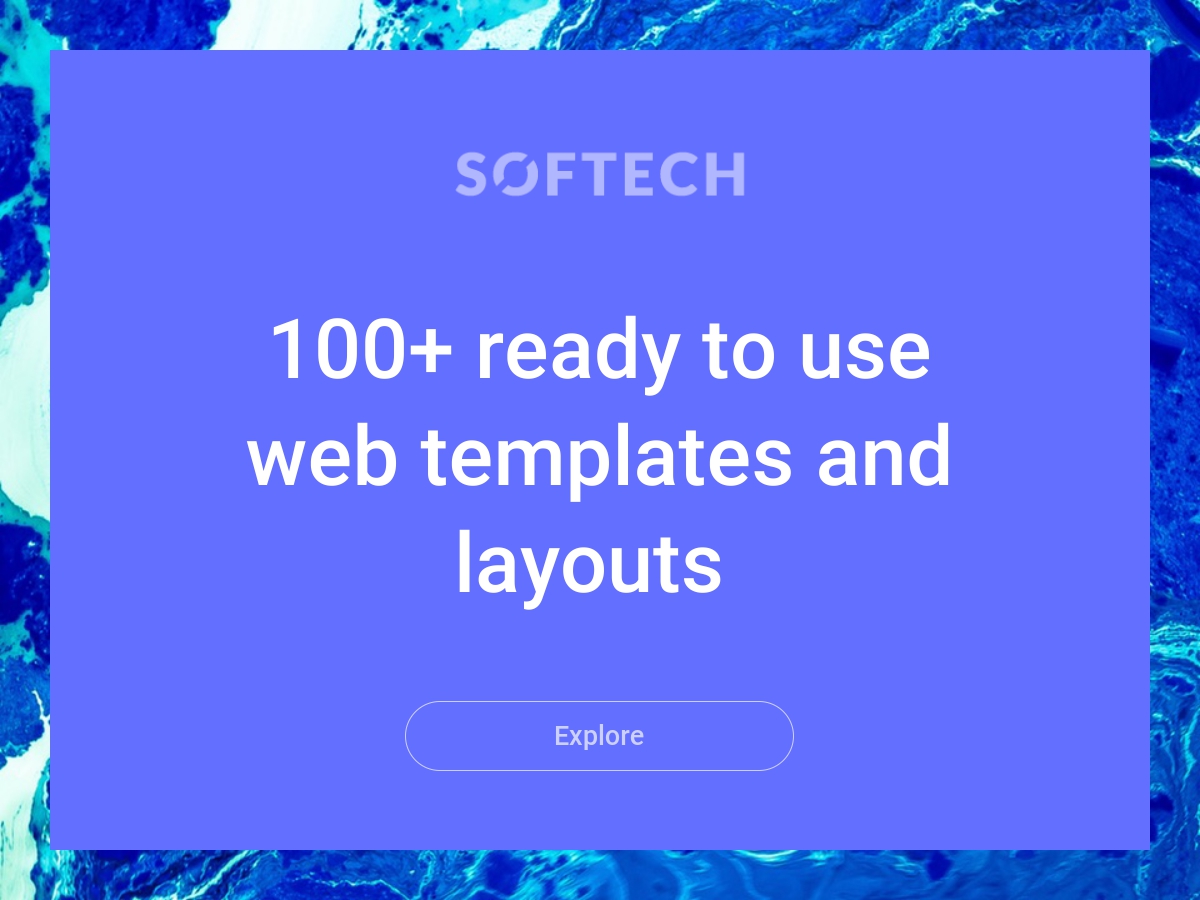 SOFTECH
100+ ready to use
web templates and
layouts
Explore